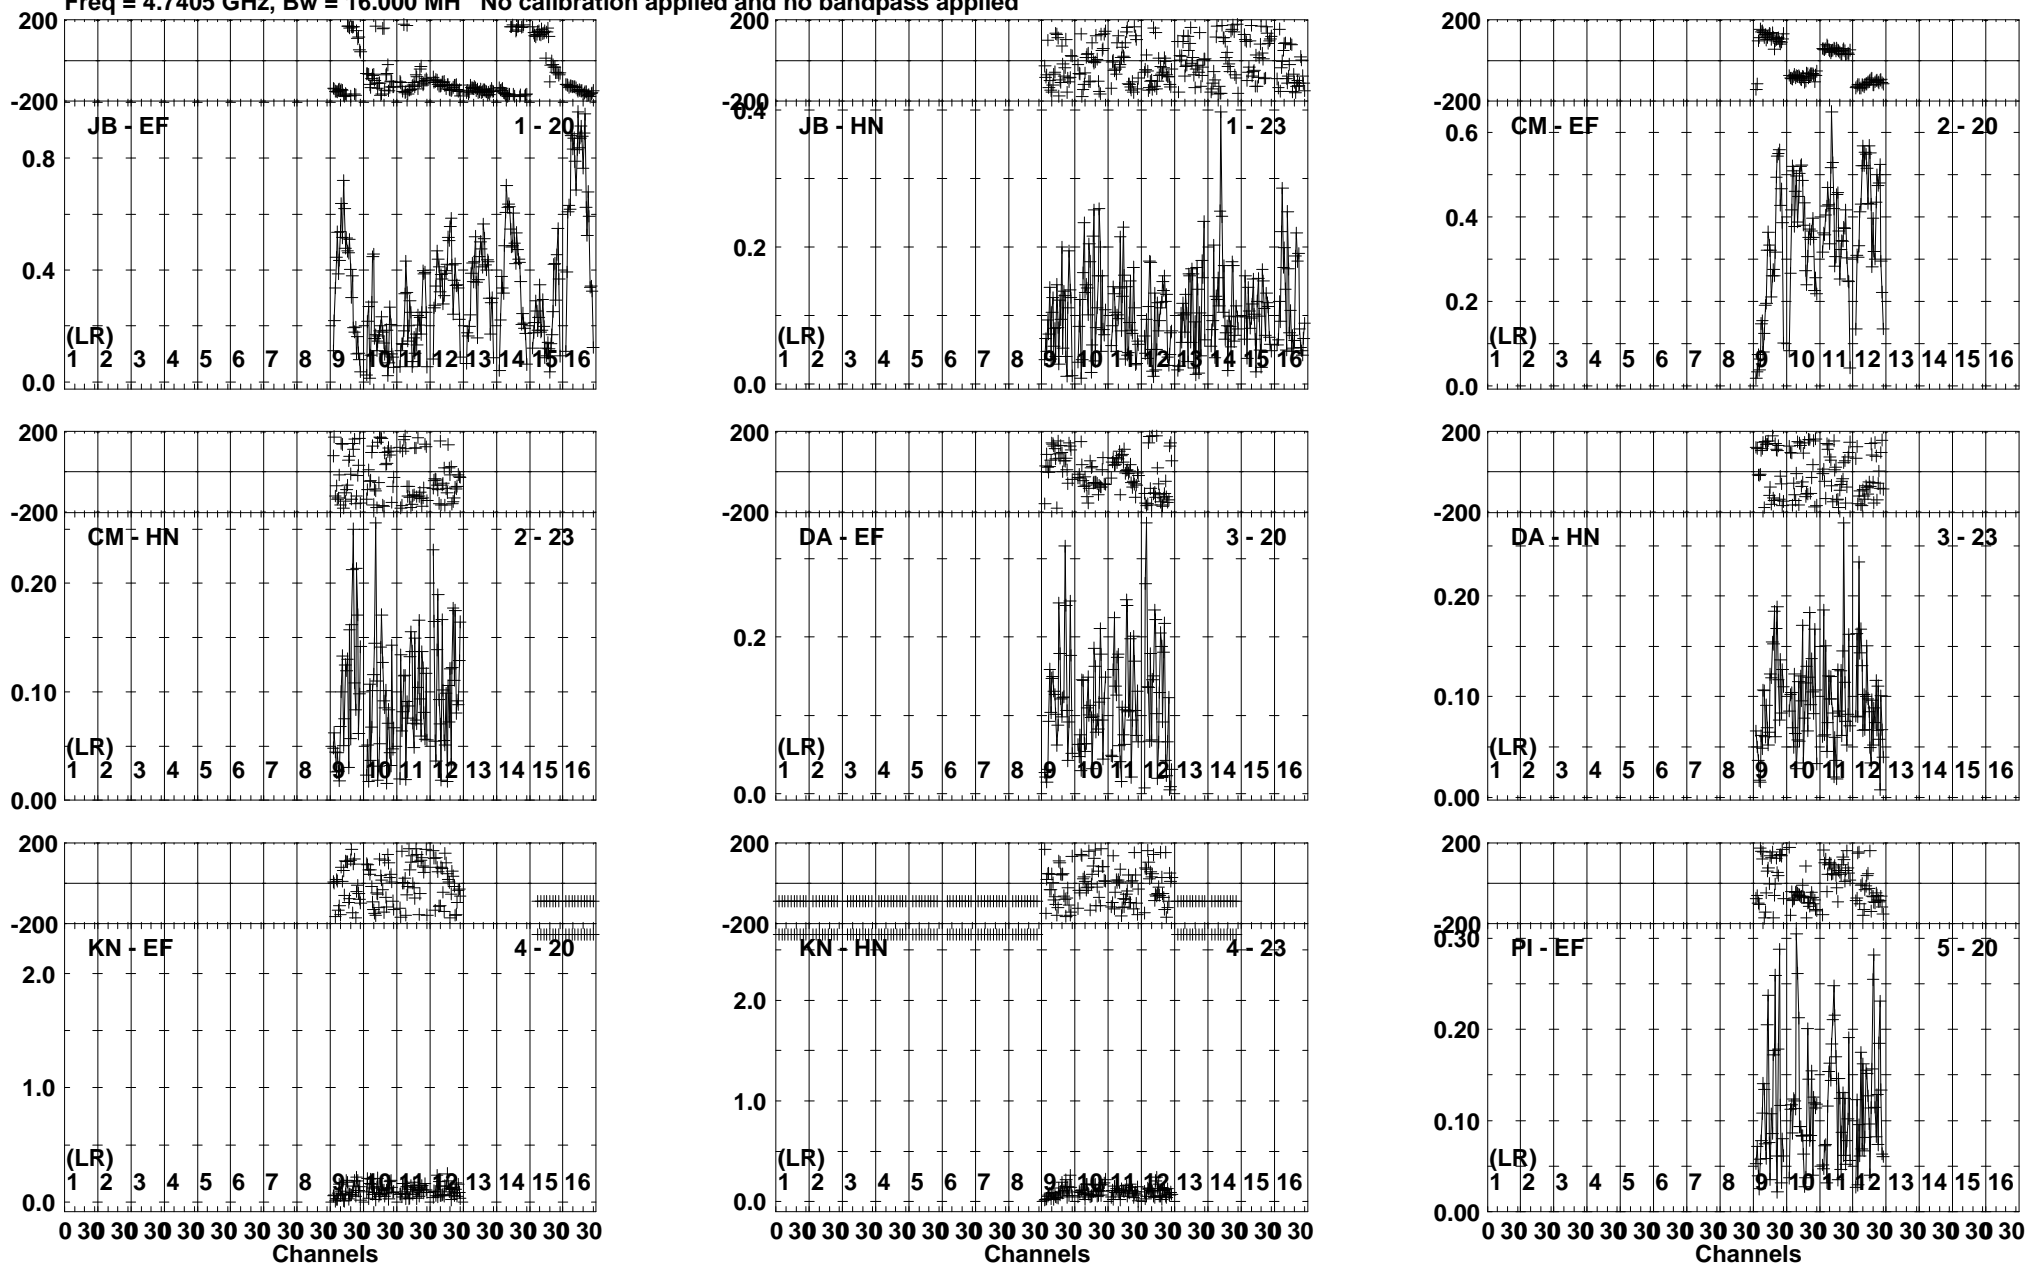 Freq = 4.7405 GHz, Bw = 16.000 MH No calibration applied and no bandpass applied
200
-200
JB - EF 1 - 20
0.8
0.4
0.0
(LR)
1 2 3 4 5 6 7 8 9 10 11 12 13 14 15 16
200
-200
JB - HN 1 - 23
0.4
0.2
0.0
(LR)
1 2 3 4 5 6 7 8 9 10 11 12 13 14 15 16
200
-200
CM - EF 2 - 20
0.6
0.4
0.2
0.0
(LR)
1 2 3 4 5 6 7 8 9 10 11 12 13 14 15 16
200
-200
CM - HN 2 - 23
0.20
0.10
0.00
(LR)
1 2 3 4 5 6 7 8 9 10 11 12 13 14 15 16
200
-200
DA - EF 3 - 20
0.2
0.0
(LR)
1 2 3 4 5 6 7 8 9 10 11 12 13 14 15 16
200
-200
DA - HN 3 - 23
0.20
0.10
0.00
(LR)
1 2 3 4 5 6 7 8 9 10 11 12 13 14 15 16
200
-200
KN - EF 4 - 20
2.0
1.0
0.0
(LR)
1 2 3 4 5 6 7 8 9 10 11 12 13 14 15 16
0 30 30 30 30 30 30 30 30 30 30 30 30 30 30 30 30
Channels
200
-200
KN - HN 4 - 23
2.0
1.0
0.0
(LR)
1 2 3 4 5 6 7 8 9 10 11 12 13 14 15 16
0 30 30 30 30 30 30 30 30 30 30 30 30 30 30 30 30
Channels
200
-200
PI - EF 5 - 20
0.30
0.20
0.10
0.00
(LR)
1 2 3 4 5 6 7 8 9 10 11 12 13 14 15 16
0 30 30 30 30 30 30 30 30 30 30 30 30 30 30 30 30
Channels